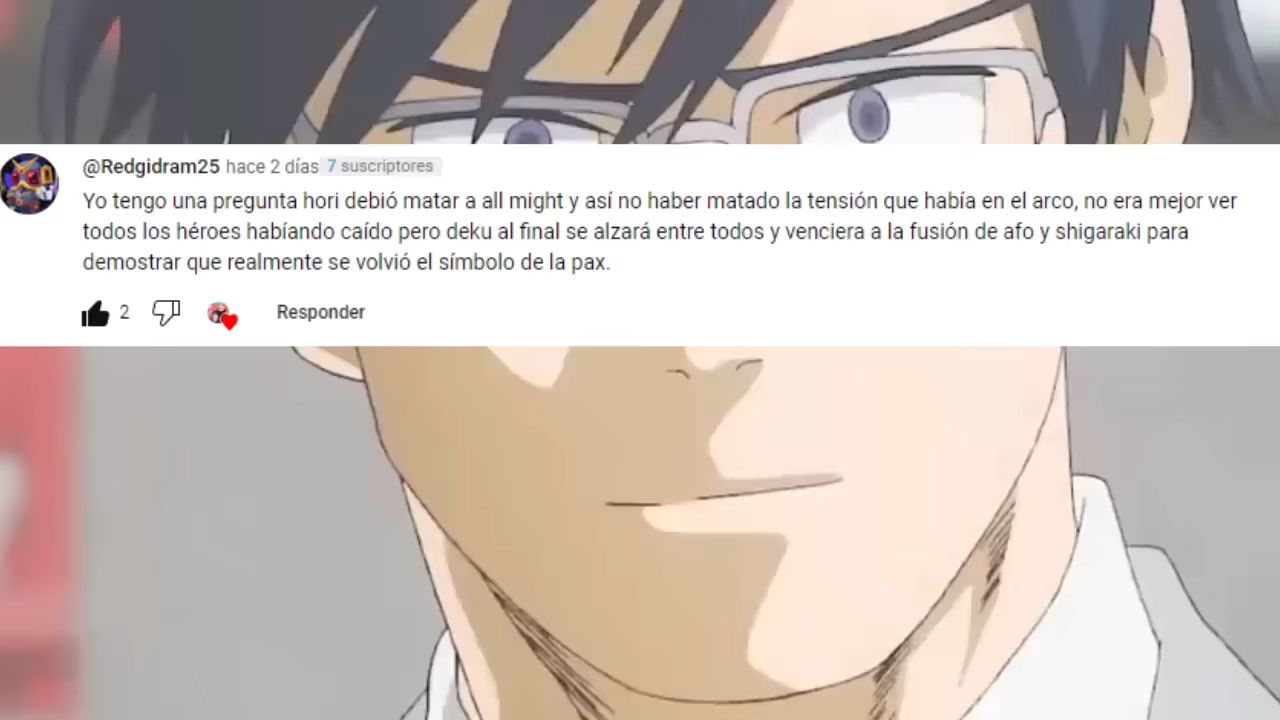 @Redgidram25 hace 2 días 7 suscriptores
Yo tengo una pregunta hori debió matar a all might y así no haber matado la tensión que había en el arco, no era mejor ver
todos los héroes habíando caído pero deku al final se alzará entre todos y venciera a la fusión de afo y shigaraki para
demostrar que realmente se volvió el símbolo de la pax.
2 Responder